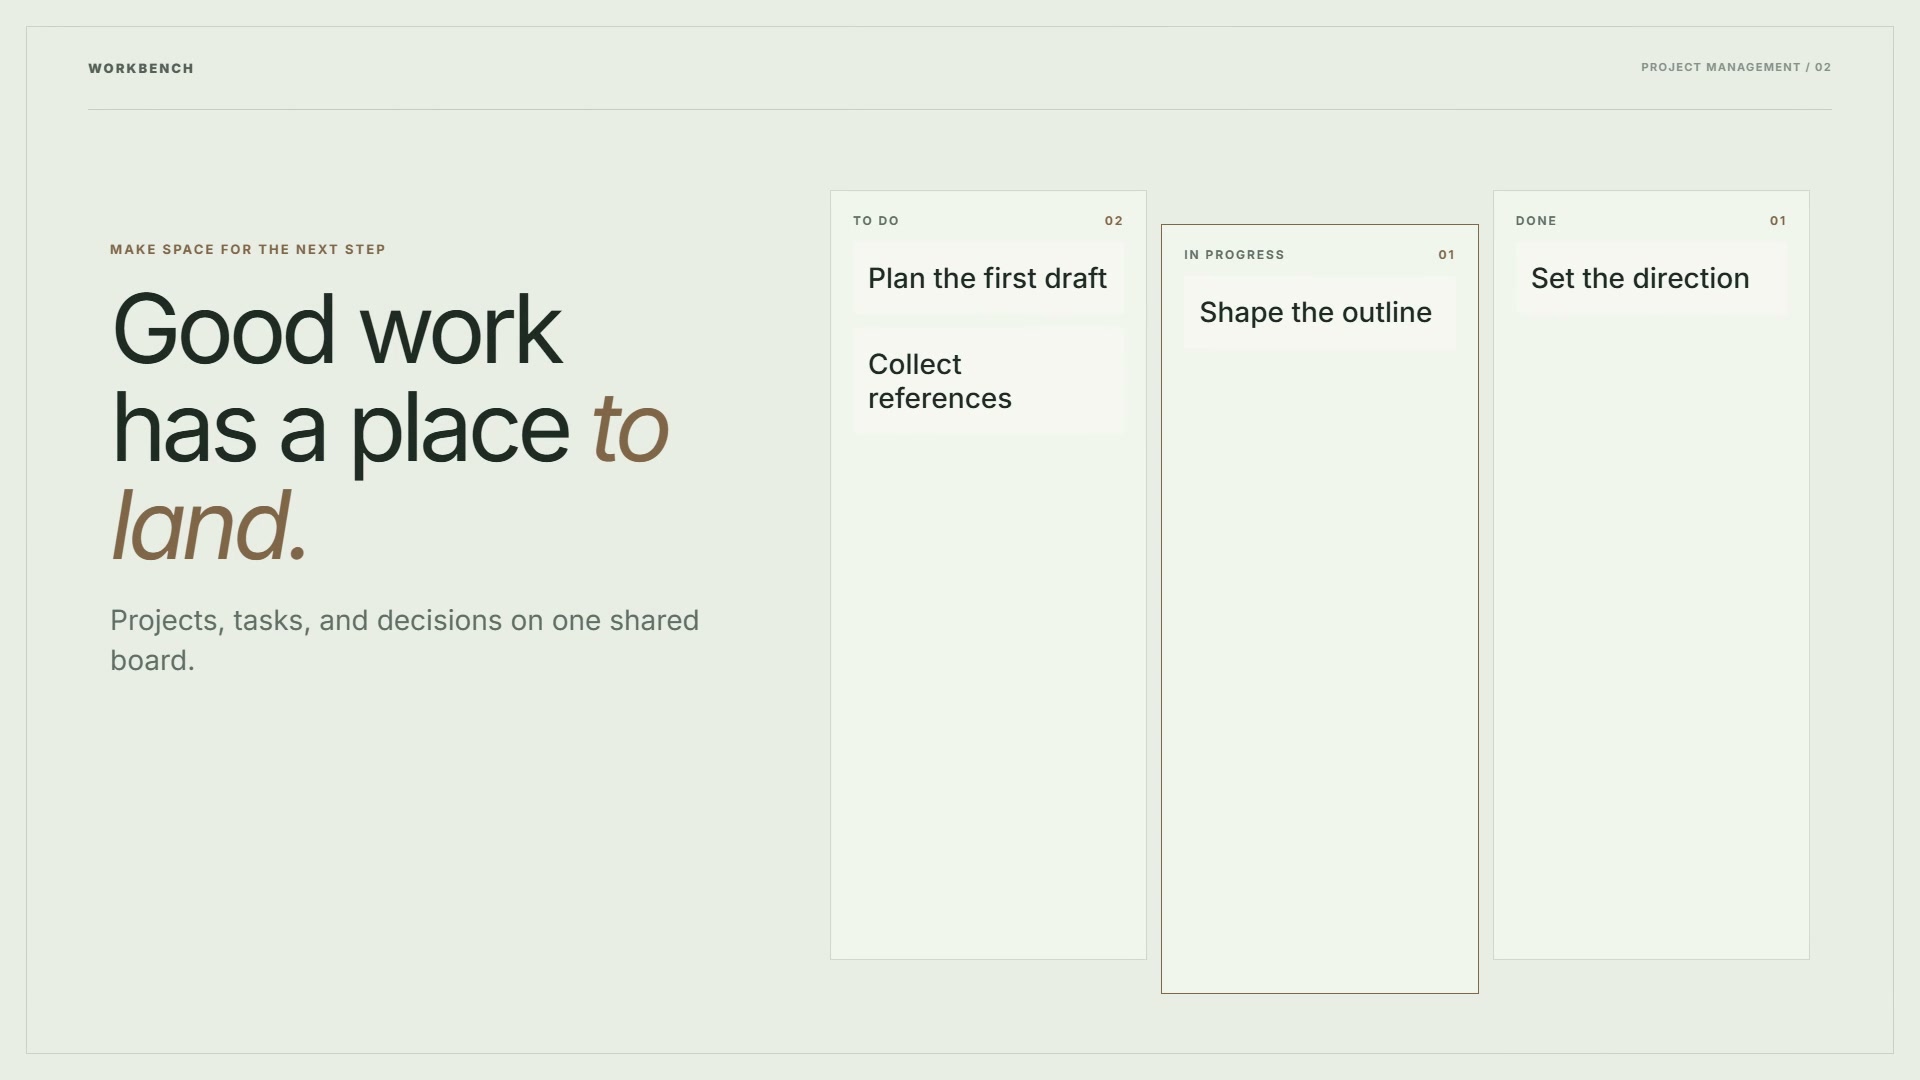 WORKBENCH
PROJECT MANAGEMENT / 02
MAKE SPACE FOR THE NEXT STEP
Good work
has a place to
land.
Projects, tasks, and decisions on one shared
board.
TO DO 02
Plan the first draft
Collect
references
IN PROGRESS 01
Shape the outline
DONE 01
Set the direction